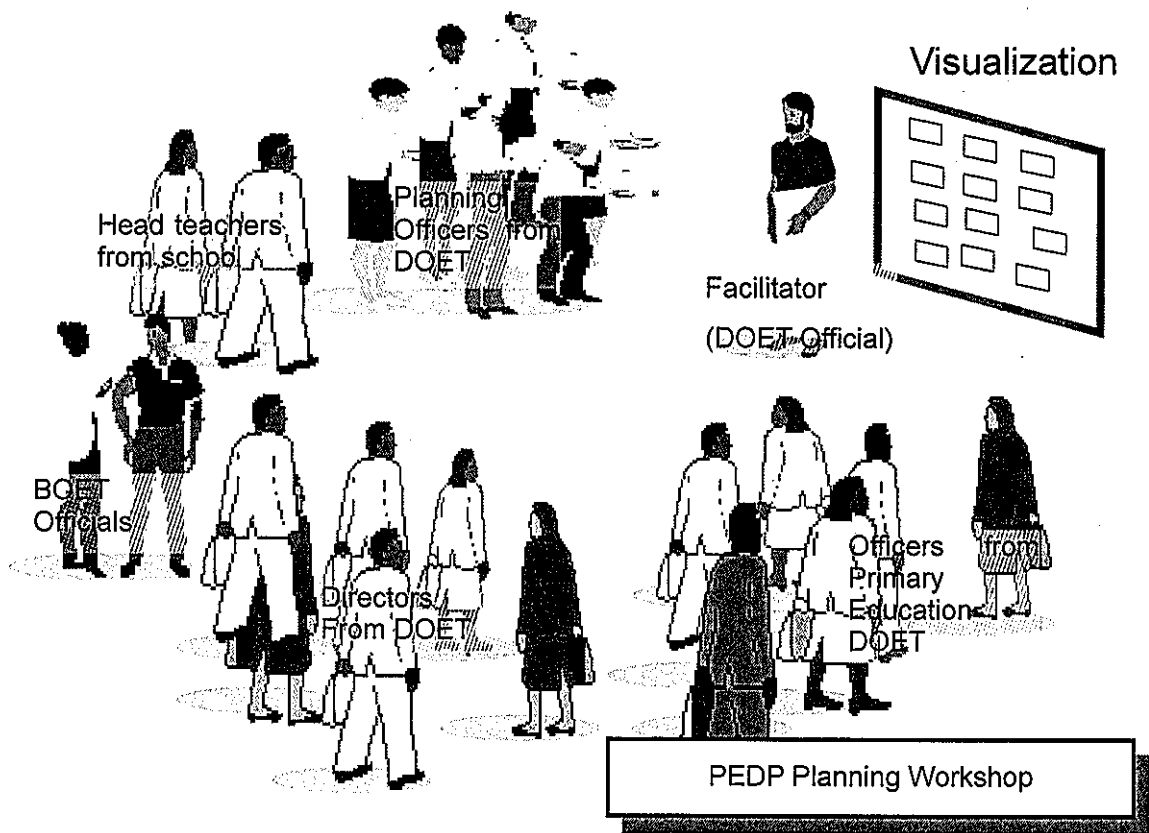 Visualization
Planning
Officers from
DOET
Head teachers
from school
Facilitator
(DOET Official)
BOET
Officials
Directors
From DOET
Officers from
Primary
Education
DOET
PEDP Planning Workshop